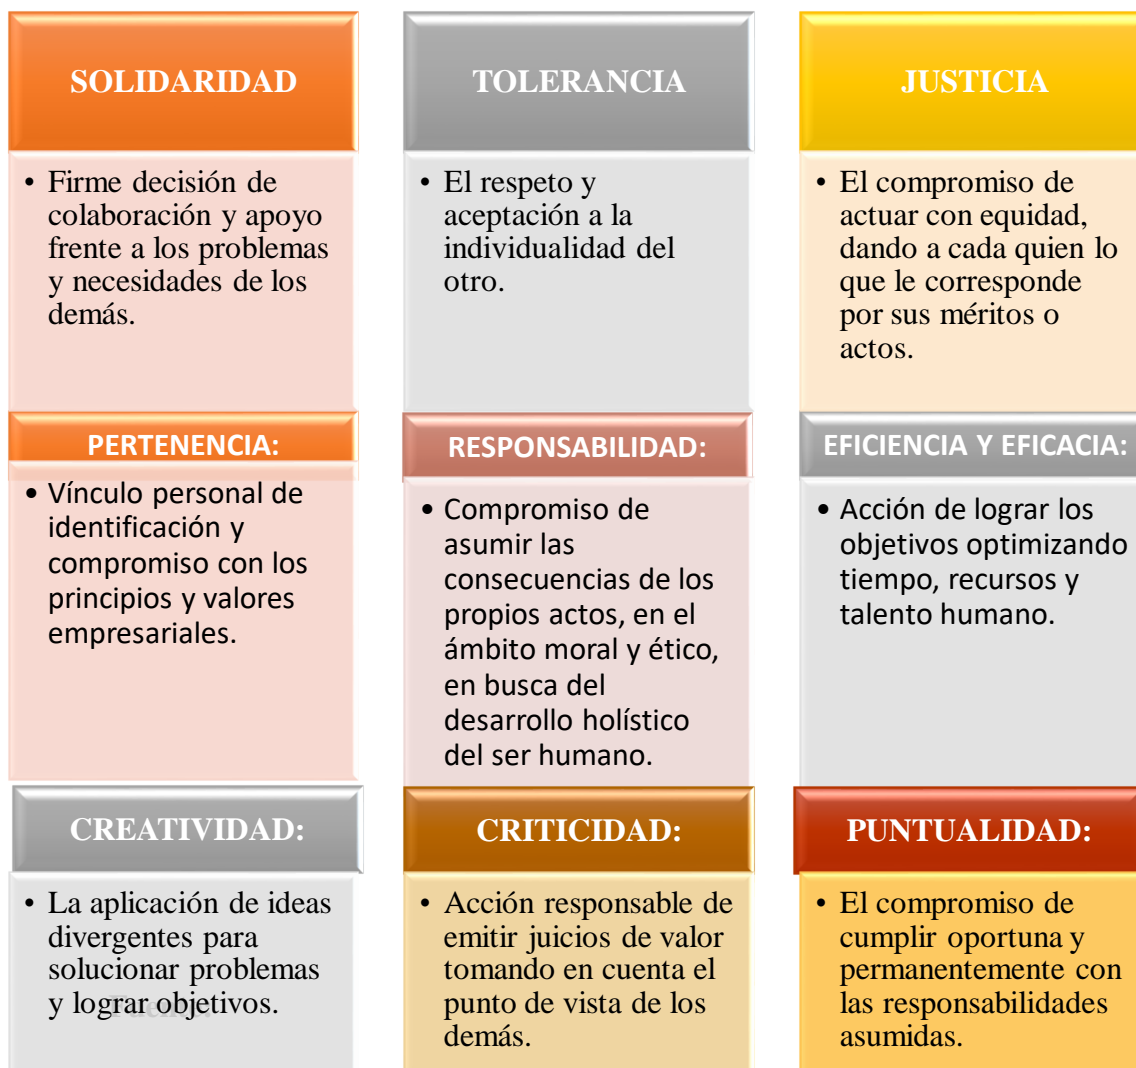 SOLIDARIDAD
• Firme decisión de
colaboración y apoyo
frente a los problemas
y necesidades de los
demás.
TOLERANCIA
• El respeto y
aceptación a la
individualidad del
otro.
JUSTICIA
• El compromiso de
actuar con equidad,
dando a cada quien lo
que le corresponde
por sus méritos o
actos.
PERTENENCIA:
• Vínculo personal de
identificación y
compromiso con los
principios y valores
empresariales.
RESPONSABILIDAD:
• Compromiso de
asumir las
consecuencias de los
propios actos, en el
ámbito moral y ético,
en busca del
desarrollo holístico
del ser humano.
EFICIENCIA Y EFICACIA:
• Acción de lograr los
objetivos optimizando
tiempo, recursos y
talento humano.
CREATIVIDAD:
• La aplicación de ideas
divergentes para
solucionar problemas
y lograr objetivos.
CRITICIDAD:
• Acción responsable de
emitir juicios de valor
tomando en cuenta el
punto de vista de los
demás.
PUNTUALIDAD:
• El compromiso de
cumplir oportuna y
permanentemente con
las responsabilidades
asumidas.